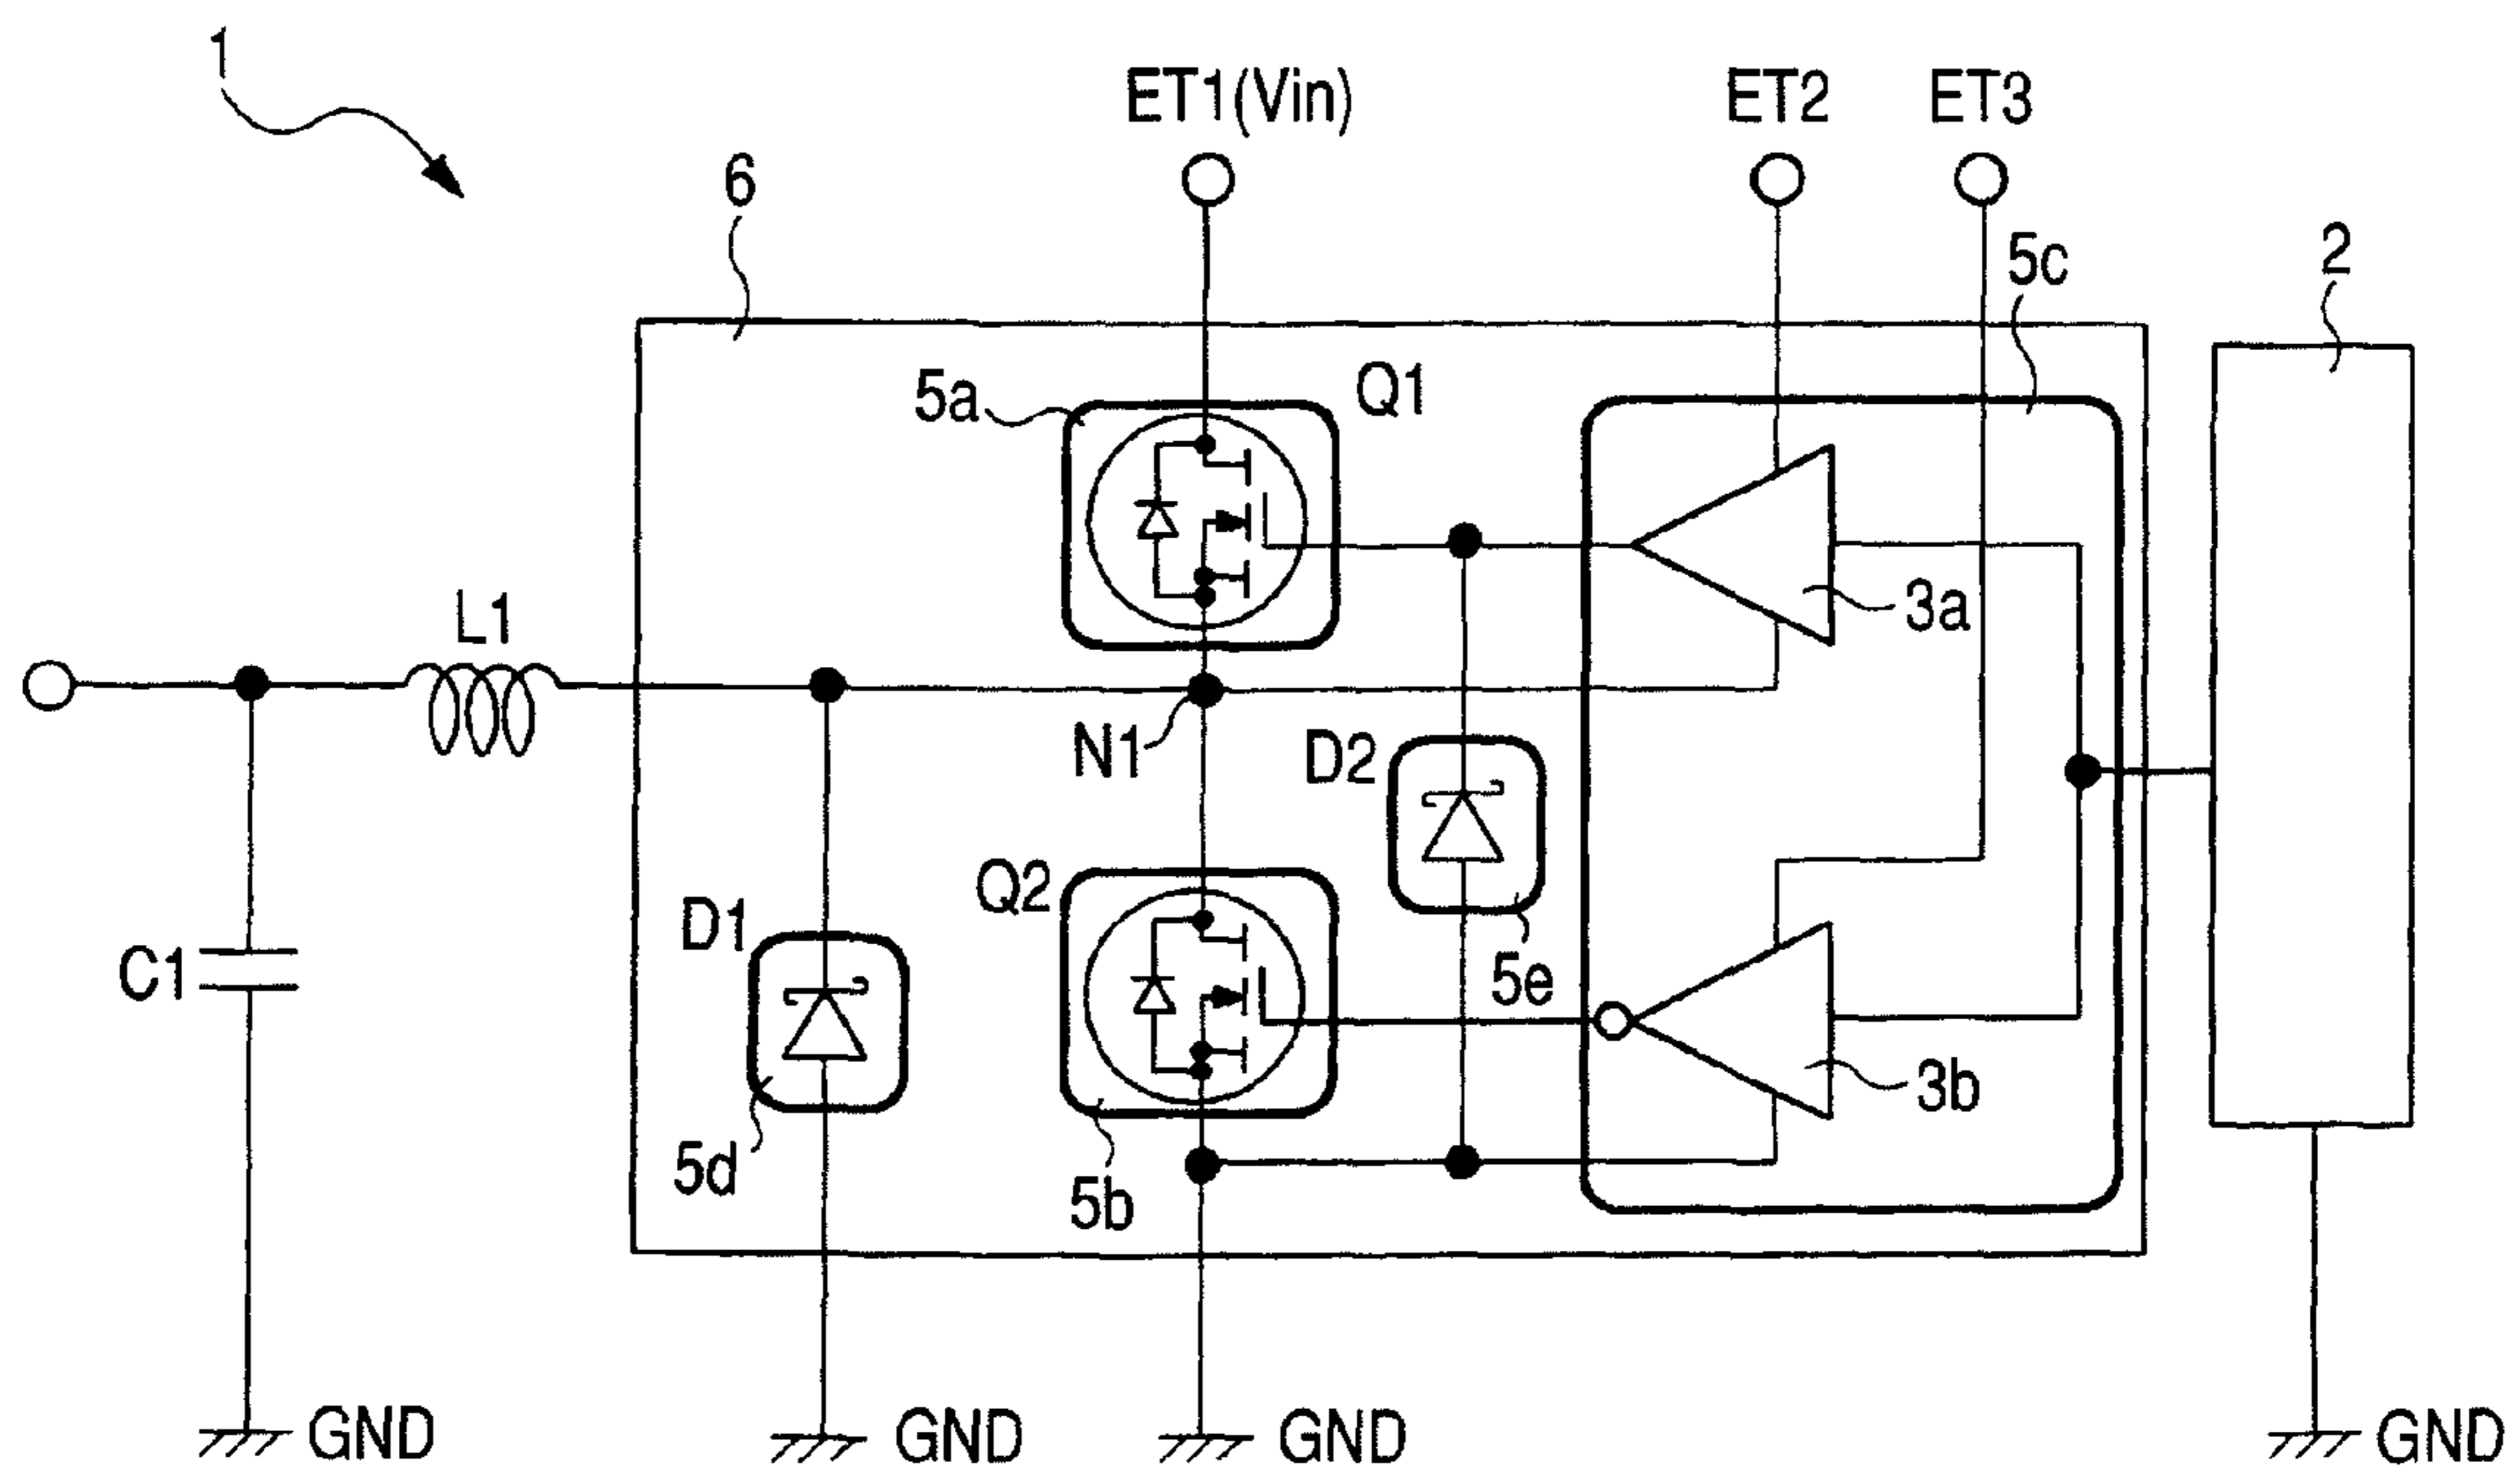 1
ET1(Vin)
ET2
ET3
6
5c
2
5a
Q1
3a
L1
N1
D2
Q2
D1
C1
5e
3b
5d
5b
GND
GND
GND
GND